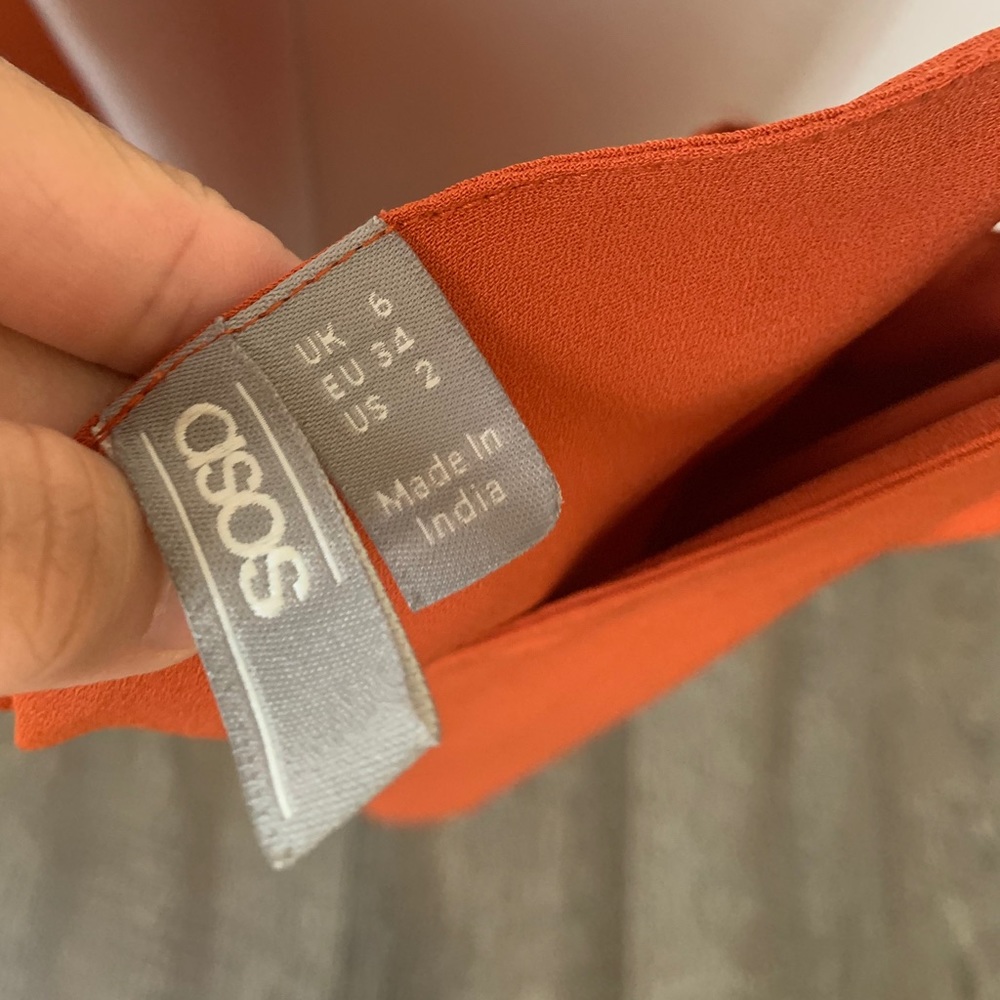 asos
UK 6
EU 34
US 2
Made In
India